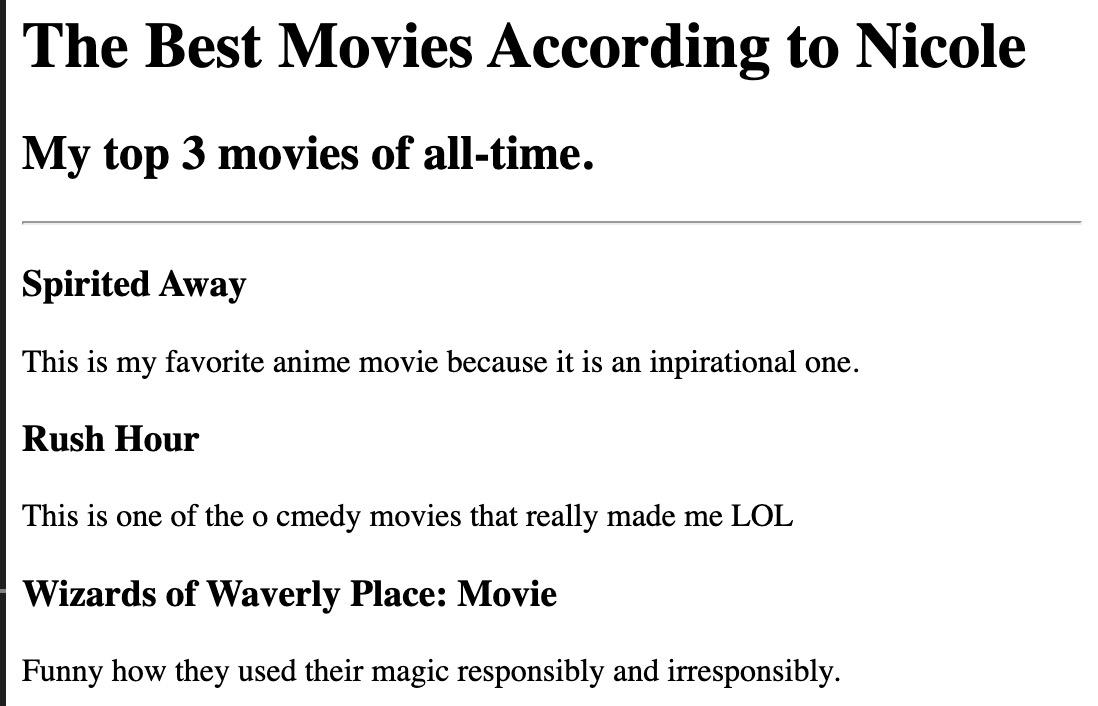 The Best Movies According to Nicole
My top 3 movies of all-time.
Spirited Away
This is my favorite anime movie because it is an inpirational one.
Rush Hour
This is one of the o cmedy movies that really made me LOL
Wizards of Waverly Place: Movie
Funny how they used their magic responsibly and irresponsibly.